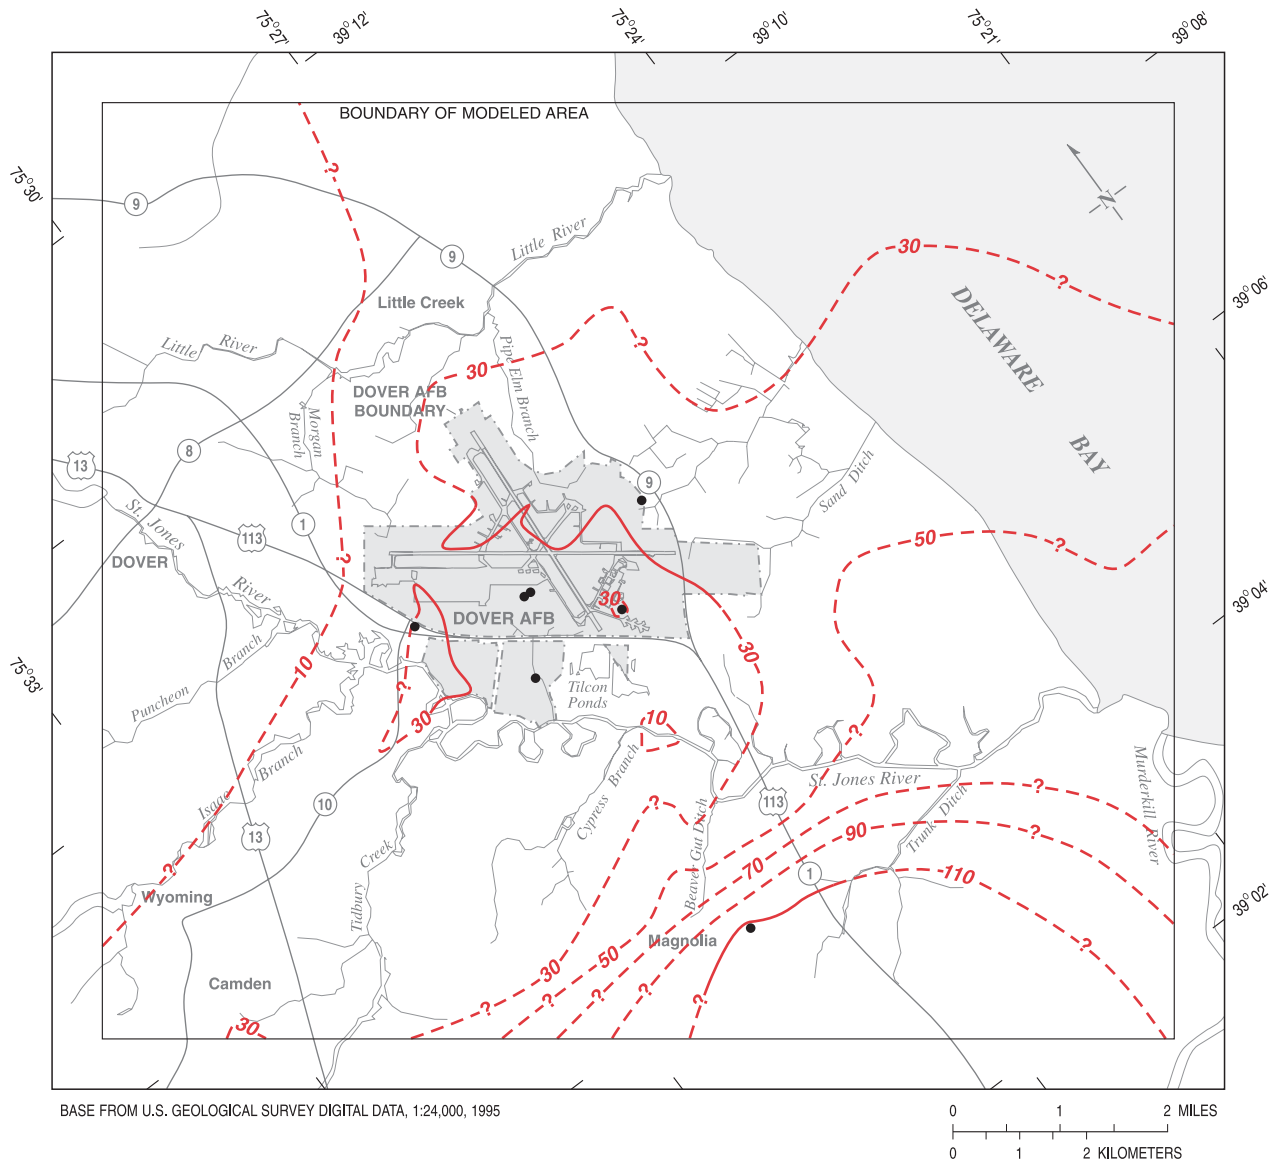 75°27'
39°12'
75°24'
39°10'
75°21'
39°08'
BOUNDARY OF MODELED AREA
75°30'
?
9
N
Little River
9
30
?
DELAWARE
39°06'
Little Creek
Little River
?
Pipe Elm Branch
30
DOVER AFB
BOUNDARY
Morgan
Branch
BAY
8
13
9
Sand Ditch
St. Jones
1
113
50
?
DOVER
?
River
30
39°04'
DOVER AFB
Branch
30
10
75°33'
Puncheon
?
Tilcon
Ponds
30
10
?
Branch
St. Jones River
Murderkill River
Isaac
10
Cypress Branch
?
113
?
Trunk Ditch
13
90
?
Beaver Gut Ditch
Creek
70
?
1
-110
Wyoming
Tidbury
39°02'
Magnolia
?
50
30
Camden
?
?
?
?
?
30
BASE FROM U.S. GEOLOGICAL SURVEY DIGITAL DATA, 1:24,000, 1995
0 1 2 MILES
0 1 2 KILOMETERS